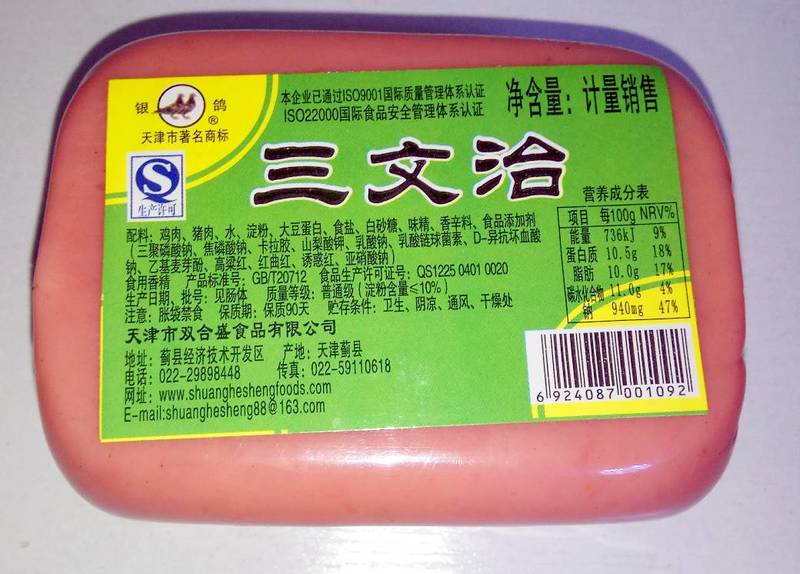 银 鸽
®
天津市著名商标
本企业已通过ISO9001国际质量管理体系认证
ISO22000国际食品安全管理体系认证
净含量：计量销售
三文治
生产许可
配料：鸡肉、猪肉、水、淀粉、大豆蛋白、食盐、白砂糖、味精、香辛料、食品添加剂
（三聚磷酸钠、焦磷酸钠、卡拉胶、山梨酸钾、乳酸钠、乳酸链球菌素、D-异抗坏血酸
钠、乙基麦芽酚、高粱红、红曲红、诱惑红、亚硝酸钠）
食用香精 产品标准号：GB/T20712 食品生产许可证号：QS1225 0401 0020
生产日期、批号：见肠体 质量等级：普通级（淀粉含量≤10%）
注意：胀袋禁食 保质期：保质90天 贮存条件：卫生、阴凉、通风、干燥处
天津市双合盛食品有限公司
地址：蓟县经济技术开发区 产地：天津蓟县
电话：022-29898448 传真：022-59110618
网址：www.shuangheshengfoods.com
E-mail:shuanghesheng88@163.com
营养成分表
项目 每100g NRV%
能量 736kJ 9%
蛋白质 10.5g 18%
脂肪 10.0g 17%
碳水化合物 11.0g 4%
钠 940mg 47%
6 924087 001092